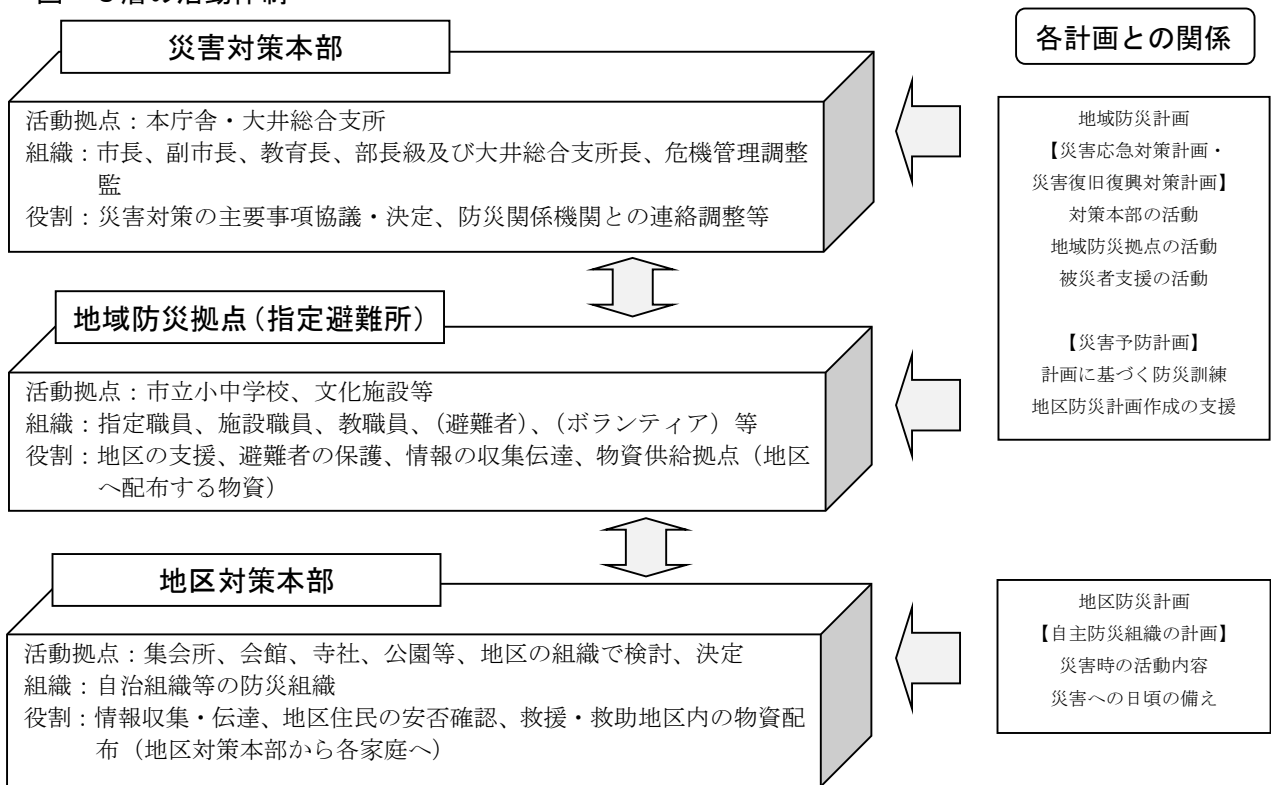 災害対策本部
活動拠点：本庁舎・大井総合支所
組織：市長、副市長、教育長、部長級及び大井総合支所長、危機管理調整
監
役割：災害対策の主要事項協議・決定、防災関係機関との連絡調整等
地域防災拠点（指定避難所）
活動拠点：市立小中学校、文化施設等
組織：指定職員、施設職員、教職員、（避難者）、（ボランティア）等
役割：地区の支援、避難者の保護、情報の収集伝達、物資供給拠点（地区
へ配布する物資）
地区対策本部
活動拠点：集会所、会館、寺社、公園等、地区の組織で検討、決定
組織：自治組織等の防災組織
役割：情報収集・伝達、地区住民の安否確認、救援・救助地区内の物資配
布（地区対策本部から各家庭へ）
各計画との関係
地域防災計画
【災害応急対策計画・
災害復旧復興対策計画】
対策本部の活動
地域防災拠点の活動
被災者支援の活動
【災害予防計画】
計画に基づく防災訓練
地区防災計画作成の支援
地区防災計画
【自主防災組織の計画】
災害時の活動内容
災害への日頃の備え